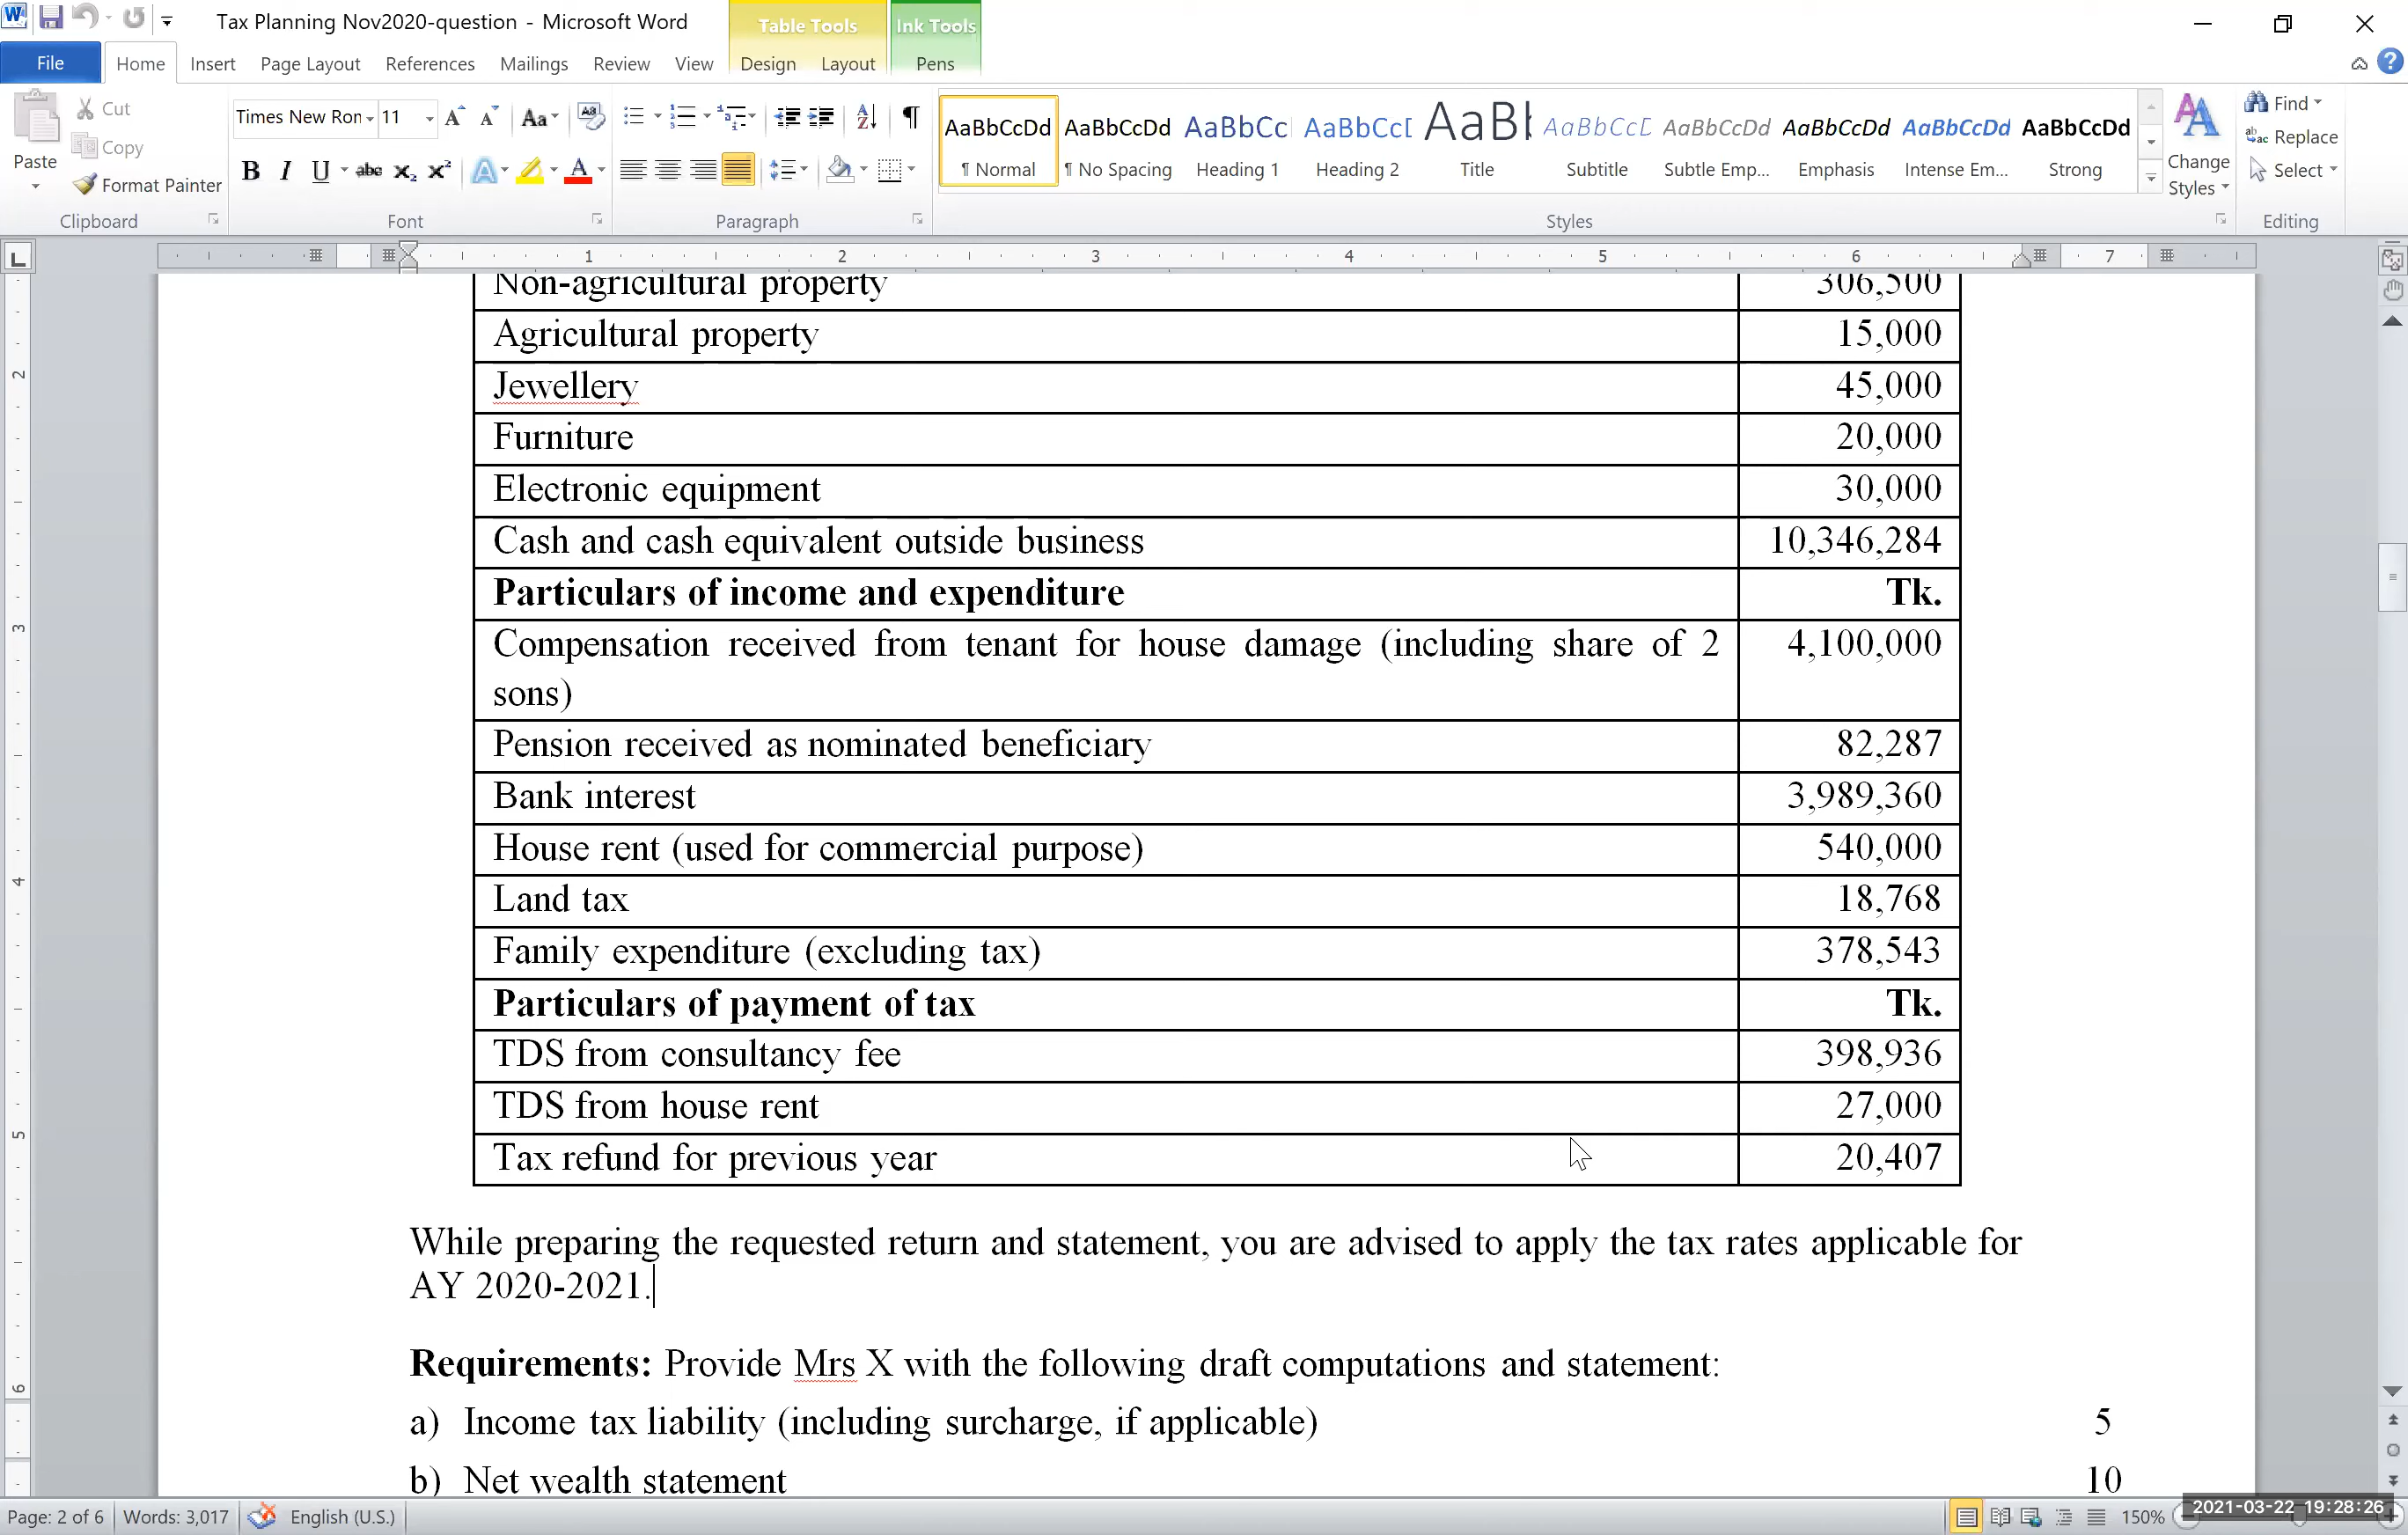 Tax Planning Nov2020-question - Microsoft Word
Table Tools
Ink Tools
File Home Insert Page Layout References Mailings Review View Design Layout Pens
Paste
Cut
Copy
Format Painter
Clipboard
Times New Ron 11
Font
Paragraph
AaBbCcDd AaBbCcDd AaBbCc AaBbCcI AaBI AaBbCcD AaBbCcDd AaBbCcDd AaBbCcDd AaBbCcDd
¶ Normal ¶ No Spacing Heading 1 Heading 2 Title Subtitle Subtle Emp... Emphasis Intense Em... Strong
Styles
Change Styles
Find
Replace
Select
Editing
1 2 3 4 5 6 7
Non-agricultural property 306,500
Agricultural property 15,000
Jewellery 45,000
Furniture 20,000
Electronic equipment 30,000
Cash and cash equivalent outside business 10,346,284
Particulars of income and expenditure Tk.
Compensation received from tenant for house damage (including share of 2 4,100,000
sons)
Pension received as nominated beneficiary 82,287
Bank interest 3,989,360
House rent (used for commercial purpose) 540,000
Land tax 18,768
Family expenditure (excluding tax) 378,543
Particulars of payment of tax Tk.
TDS from consultancy fee 398,936
TDS from house rent 27,000
Tax refund for previous year 20,407
While preparing the requested return and statement, you are advised to apply the tax rates applicable for
AY 2020-2021.
Requirements: Provide Mrs X with the following draft computations and statement:
a) Income tax liability (including surcharge, if applicable) 5
b) Net wealth statement 10
Page: 2 of 6 Words: 3,017 English (U.S.) 150%
2021-03-22 19:28:26